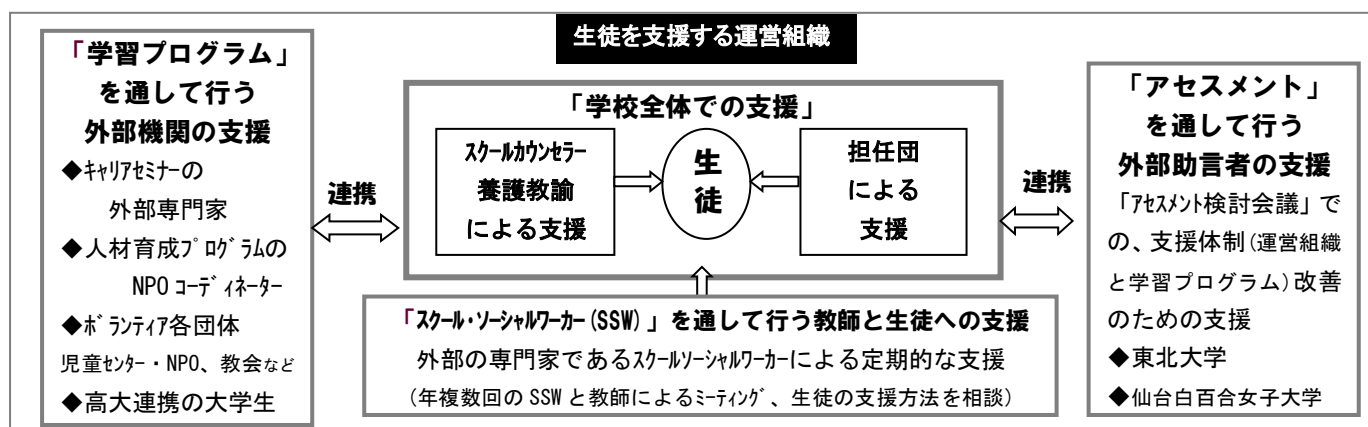 生徒を支援する運営組織
「学習プログラム」
を通して行う
外部機関の支援
◆キャリアセミナーの
外部専門家
◆人材育成プログラムの
NPOコーディネーター
◆ボランティア各団体
児童センター・NPO、教会など
◆高大連携の大学生
連携
「学校全体での支援」
スクールカウンセラー
養護教諭
による支援
生
徒
担任団
による
支援
「スクール・ソーシャルワーカー(SSW)」を通して行う教師と生徒への支援
外部の専門家であるスクールソーシャルワーカーによる定期的な支援
(年複数回のSSWと教師によるミーティング、生徒の支援方法を相談)
連携
「アセスメント」
を通して行う
外部助言者の支援
「アセスメント検討会議」で
の、支援体制(運営組織
と学習プログラム)改善
のための支援
◆東北大学
◆仙台白百合女子大学